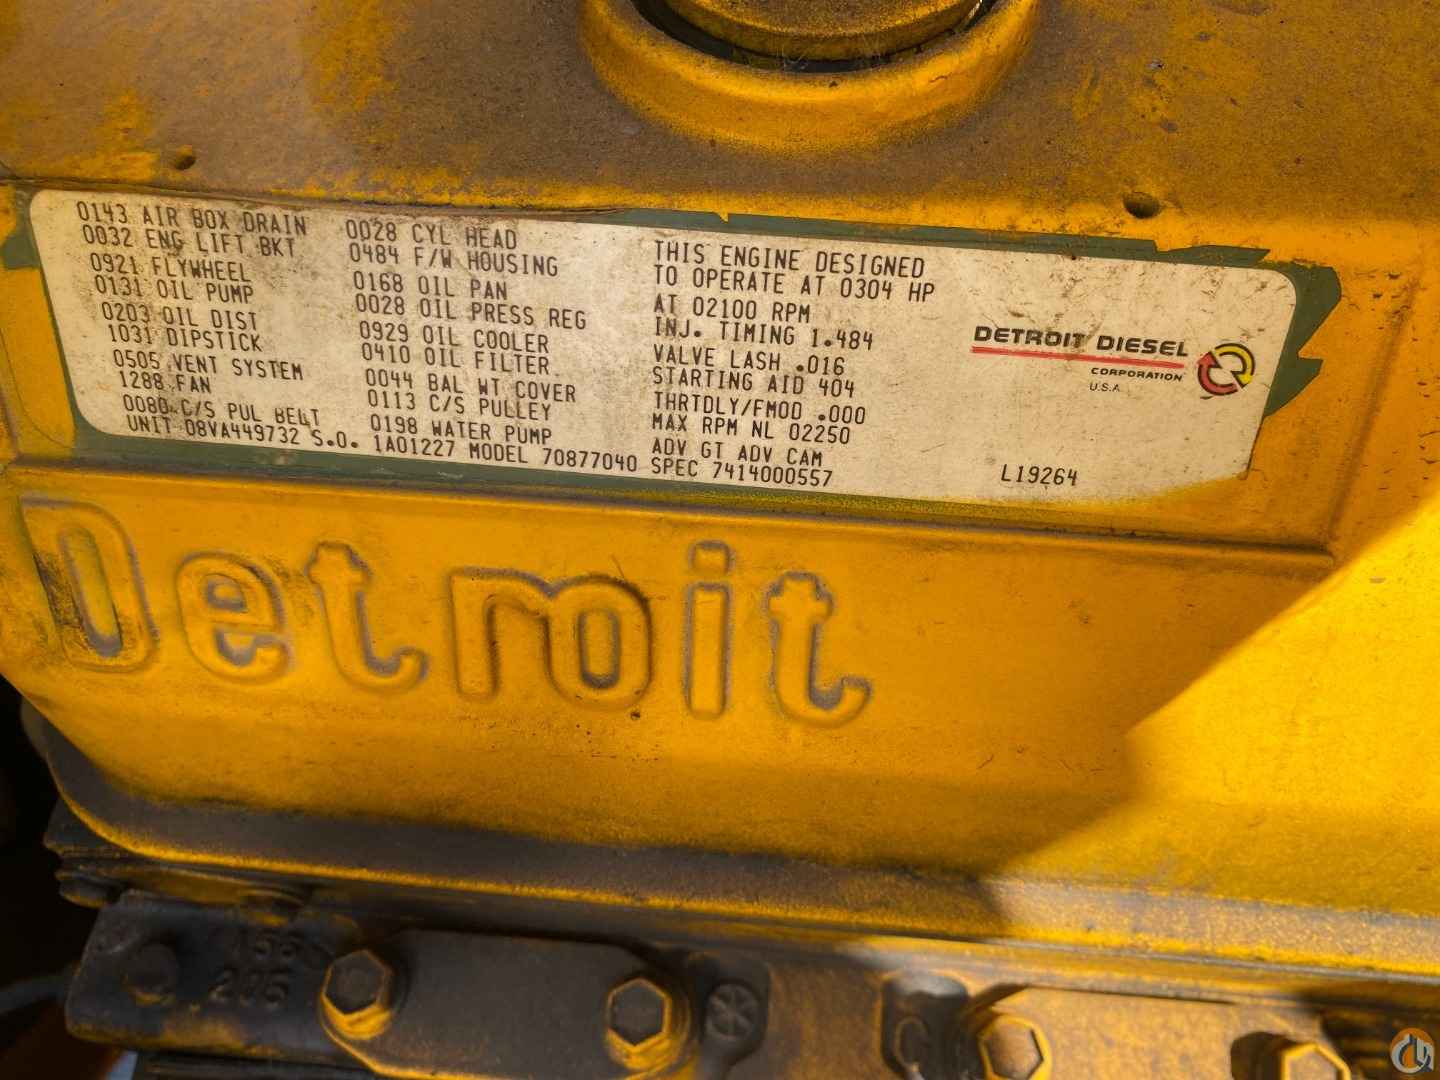 0143 AIR BOX DRAIN
0032 ENG LIFT BKT
0921 FLYWHEEL
0131 OIL PUMP
0203 OIL DIST
1031 DIPSTICK
0505 VENT SYSTEM
1288 FAN
0080 C/S PUL BELT
0028 CYL HEAD
0484 F/W HOUSING
0168 OIL PAN
0028 OIL PRESS REG
0929 OIL COOLER
0410 OIL FILTER
0044 BAL WT COVER
0113 C/S PULLEY
0198 WATER PUMP
THIS ENGINE DESIGNED
TO OPERATE AT 0304 HP
AT 02100 RPM
INJ. TIMING 1.484
VALVE LASH .016
STARTING AID 404
THRTDLY/FMOD .000
MAX RPM NL 02250
ADV GT ADV CAM
UNIT 08VA449732 S.O. 1A01227 MODEL 70877040 SPEC 7414000557
DETROIT DIESEL
CORPORATION
U.S.A.
L19264
Detroit
205
C